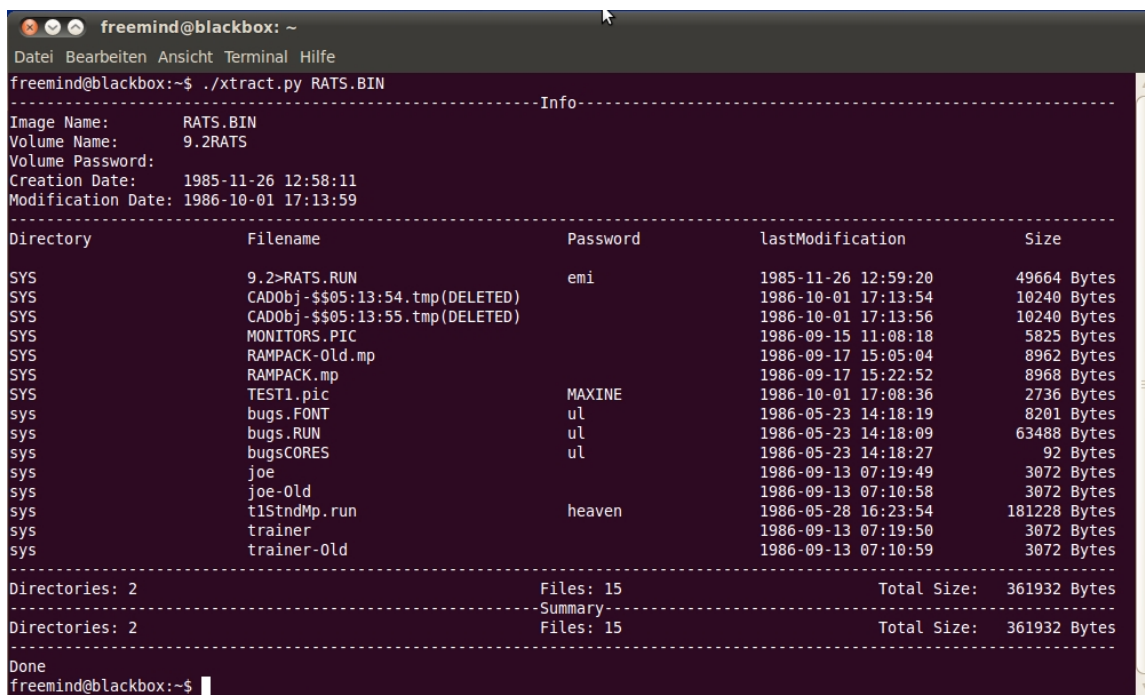 freemind@blackbox: ~
Datei Bearbeiten Ansicht Terminal Hilfe
freemind@blackbox:~$ ./xtract.py RATS.BIN
-------------------------------------------------------Info--------------------------------------------------------
Image Name: RATS.BIN
Volume Name: 9.2RATS
Volume Password:
Creation Date: 1985-11-26 12:58:11
Modification Date: 1986-10-01 17:13:59
-------------------------------------------------------------------------------------------------------------------
Directory Filename Password lastModification Size
SYS 9.2>RATS.RUN emi 1985-11-26 12:59:20 49664 Bytes
SYS CADObj-$$05:13:54.tmp(DELETED) 1986-10-01 17:13:54 10240 Bytes
SYS CADObj-$$05:13:55.tmp(DELETED) 1986-10-01 17:13:56 10240 Bytes
SYS MONITORS.PIC 1986-09-15 11:08:18 5825 Bytes
SYS RAMPACK-Old.mp 1986-09-17 15:05:04 8962 Bytes
SYS RAMPACK.mp 1986-09-17 15:22:52 8968 Bytes
SYS TEST1.pic MAXINE 1986-10-01 17:08:36 2736 Bytes
sys bugs.FONT ul 1986-05-23 14:18:19 8201 Bytes
sys bugs.RUN ul 1986-05-23 14:18:09 63488 Bytes
sys bugsCORES ul 1986-05-23 14:18:27 92 Bytes
sys joe 1986-09-13 07:19:49 3072 Bytes
sys joe-Old 1986-09-13 07:10:58 3072 Bytes
sys t1StndMp.run heaven 1986-05-28 16:23:54 181228 Bytes
sys trainer 1986-09-13 07:19:50 3072 Bytes
sys trainer-Old 1986-09-13 07:10:59 3072 Bytes
-------------------------------------------------------------------------------------------------------------------
Directories: 2 Files: 15 Total Size: 361932 Bytes
-------------------------------------------------------Summary-----------------------------------------------------
Directories: 2 Files: 15 Total Size: 361932 Bytes
-------------------------------------------------------------------------------------------------------------------
Done
freemind@blackbox:~$